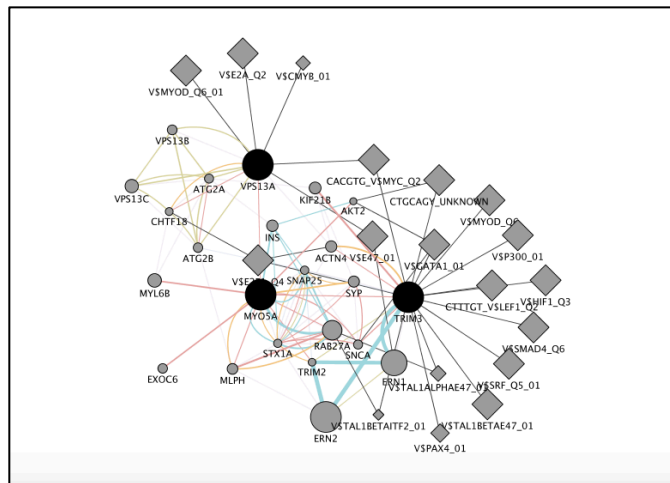 V$MYOD_Q6_01
V$E2A_Q2
V$CMYB_01
VPS13B
VPS13A
CACGTG_V$MYC_Q2
VPS13C
ATG2A
KIF21B
CTGCAGY_UNKNOWN
CHTF18
AKT2
V$MYOD_Q6
INS
ATG2B
ACTN4
V$E47_01
V$GATA1_01
V$P300_01
SNAP25
MYL6B
SYP
CTTTGT_V$LEF1_Q2
V$HIF1_Q3
MYO5A
TRIM3
V$SMAD4_Q6
STX1A
RAB27A
SNCA
EXOC6
MLPH
TRIM2
ERN1
V$TAL1ALPHAE47_01
V$SRF_Q5_01
ERN2
V$TAL1BETAITF2_01
V$TAL1BETAE47_01
V$PAX4_01